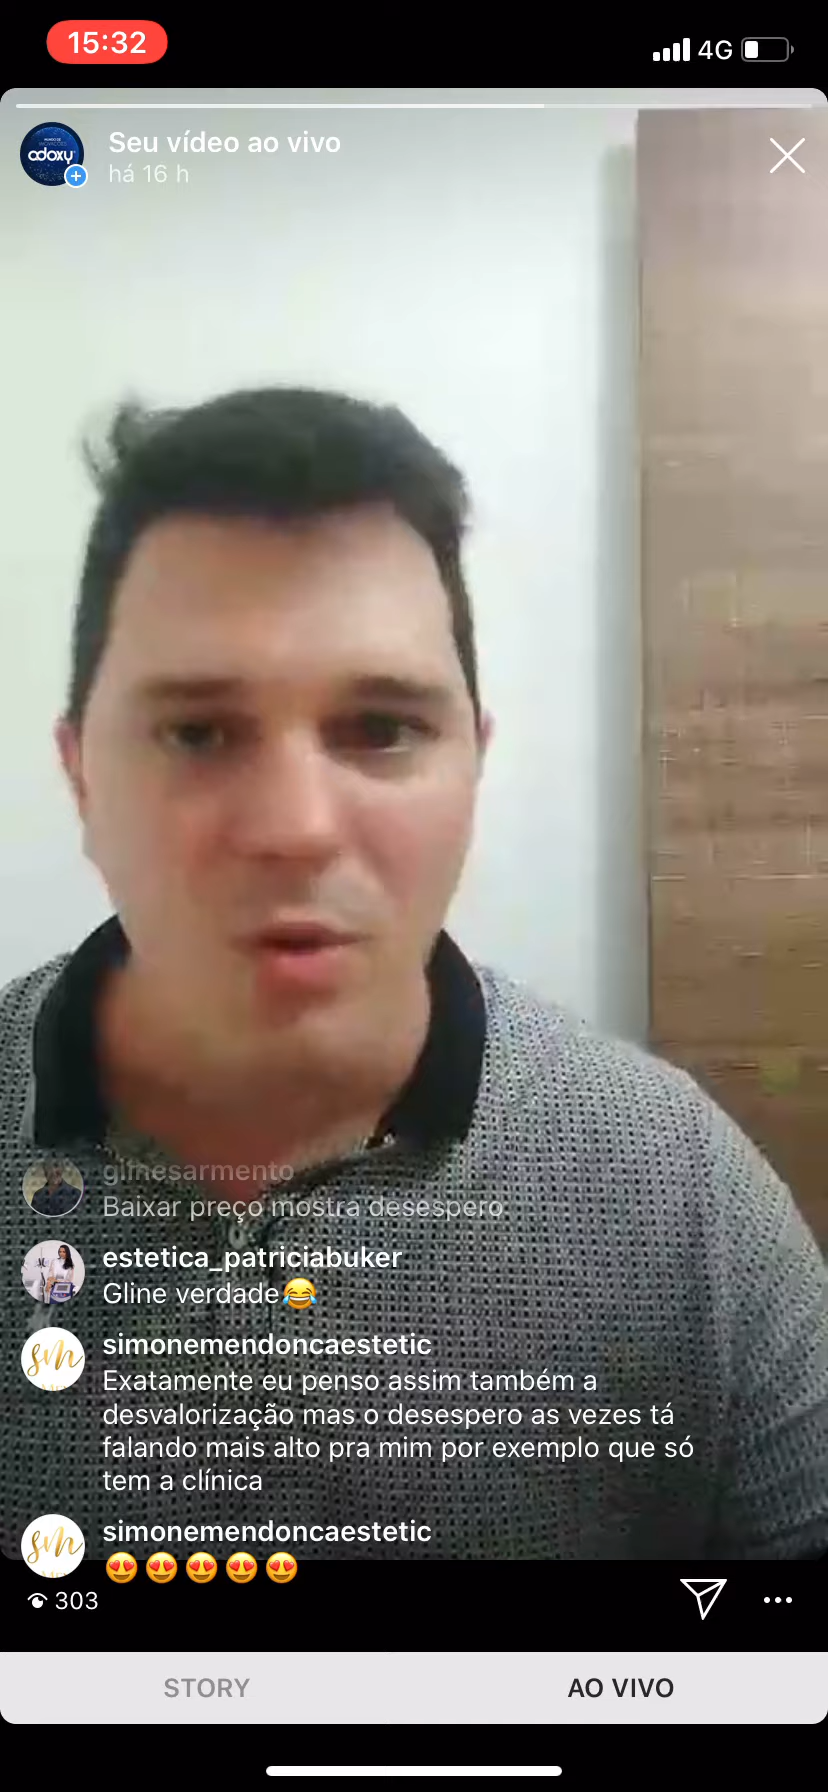 15:32
4G
adoxy
Seu vídeo ao vivo
há 16 h
glinesarmento
Baixar preço mostra desespero
estetica_patriciabuker
Gline verdade😂
simonemendoncaestetic
Exatamente eu penso assim também a
desvalorização mas o desespero as vezes tá
falando mais alto pra mim por exemplo que só
tem a clínica
simonemendoncaestetic
😍😍😍😍😍
303
STORY
AO VIVO